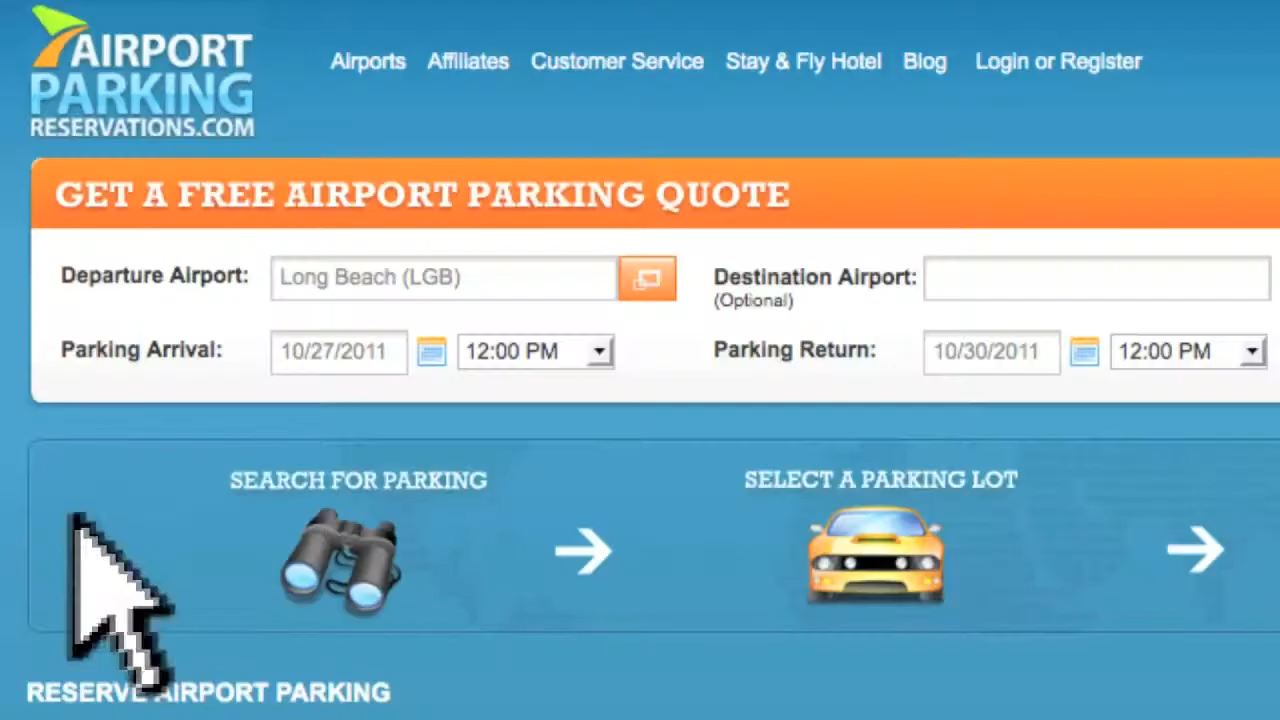 AIRPORT
PARKING
RESERVATIONS.COM
Airports Affiliates Customer Service Stay & Fly Hotel Blog Login or Register
GET A FREE AIRPORT PARKING QUOTE
Departure Airport: Long Beach (LGB) Destination Airport:
(Optional)
Parking Arrival: 10/27/2011 12:00 PM Parking Return: 10/30/2011 12:00 PM
SEARCH FOR PARKING SELECT A PARKING LOT
RESERVE AIRPORT PARKING